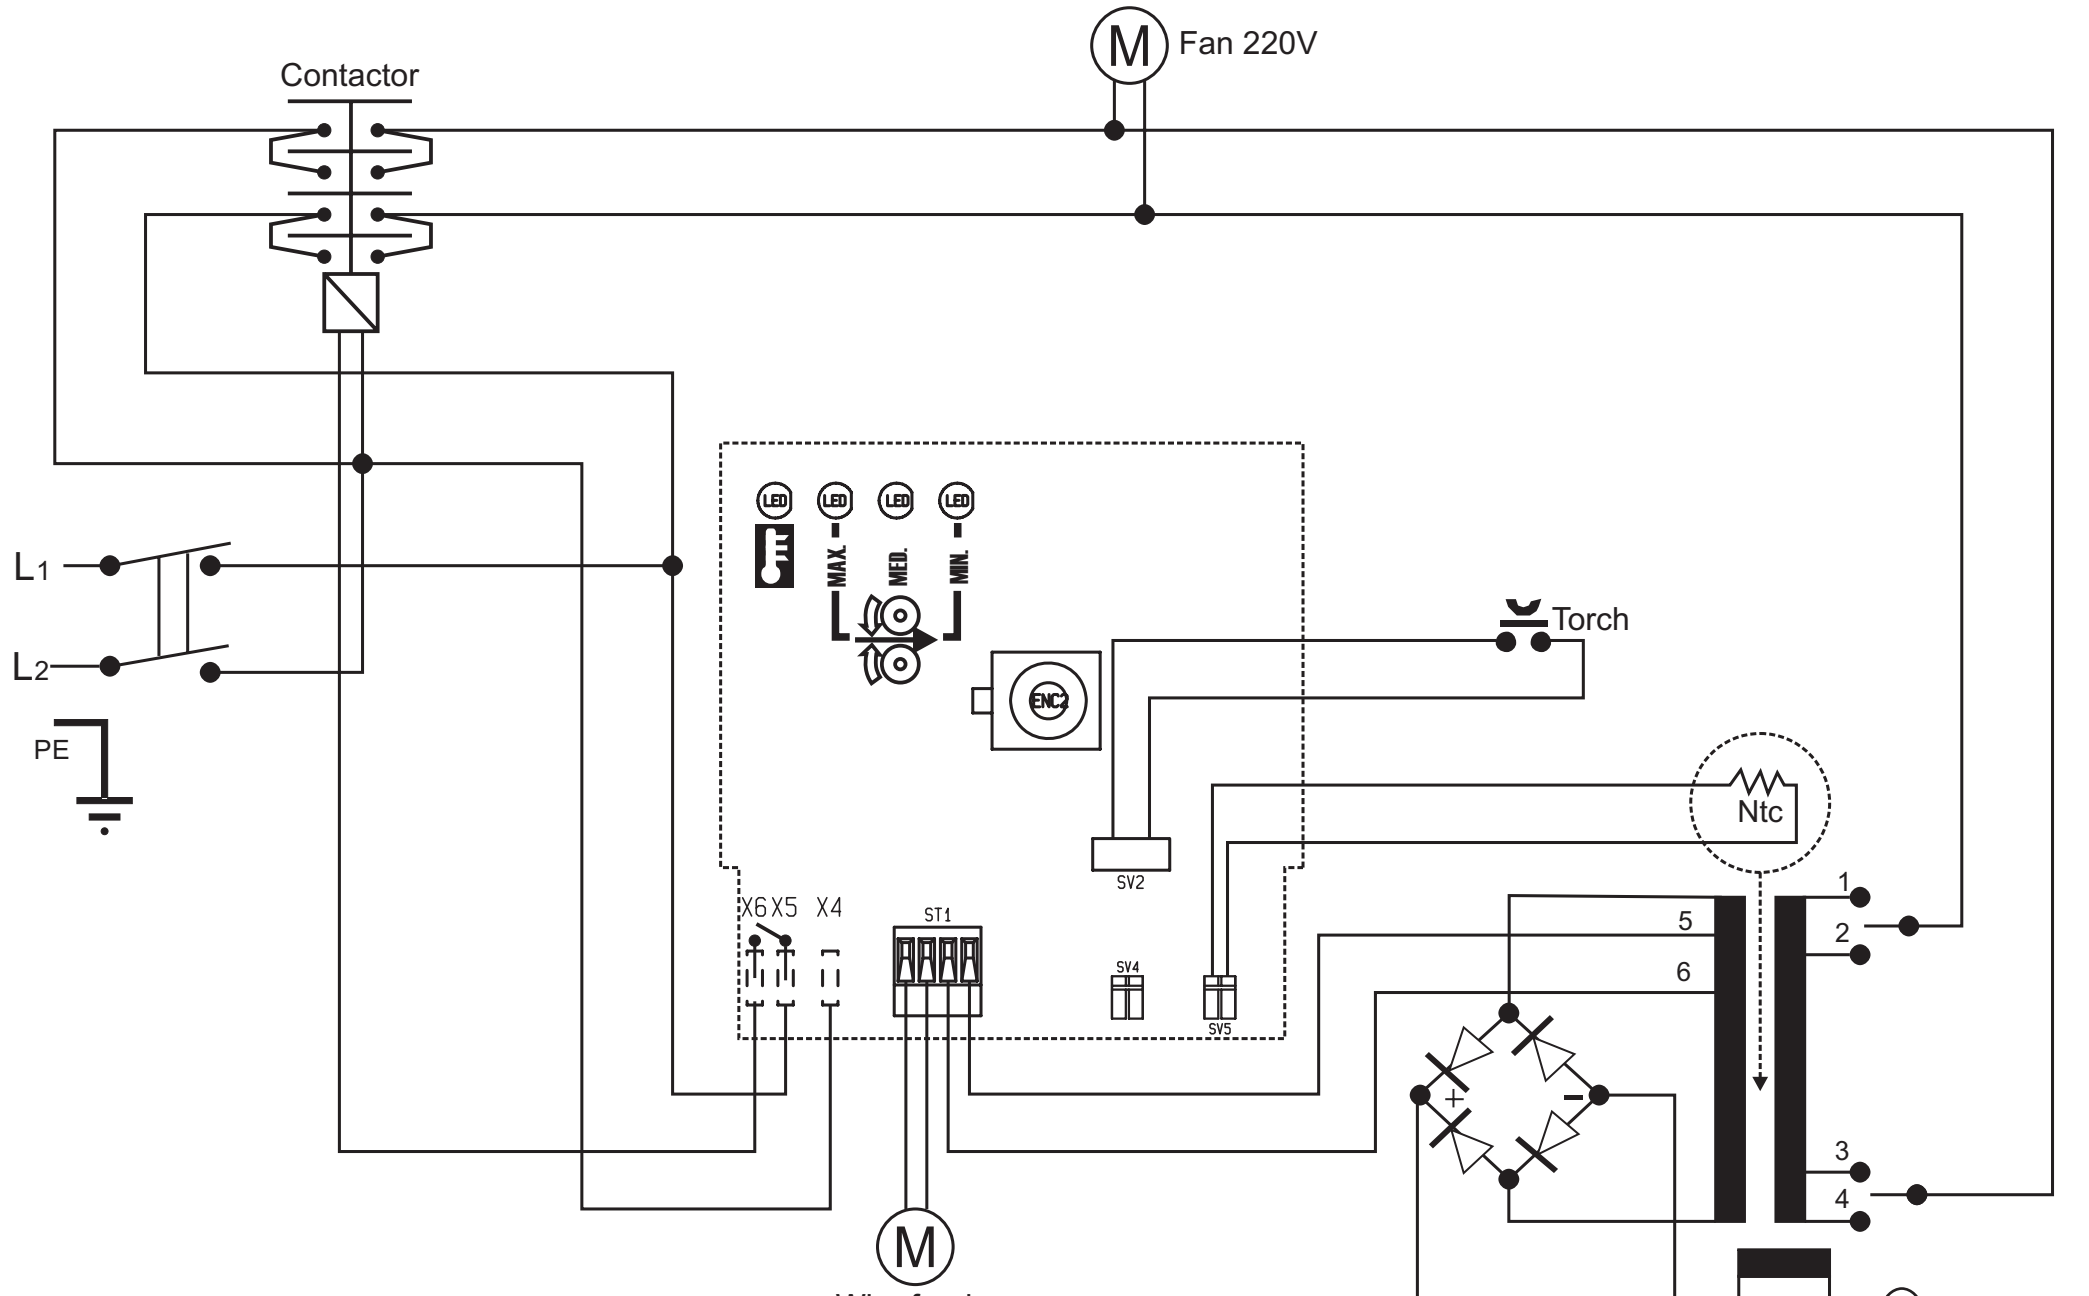 M Fan 220V
Contactor
LED LED LED LED
MAX. MED. MIN.
L1
Torch
L2
ENC2
PE
Ntc
SV2
1
X6 X5 X4
ST1
5
2
SV4
6
SV5
+
-
3
4
M